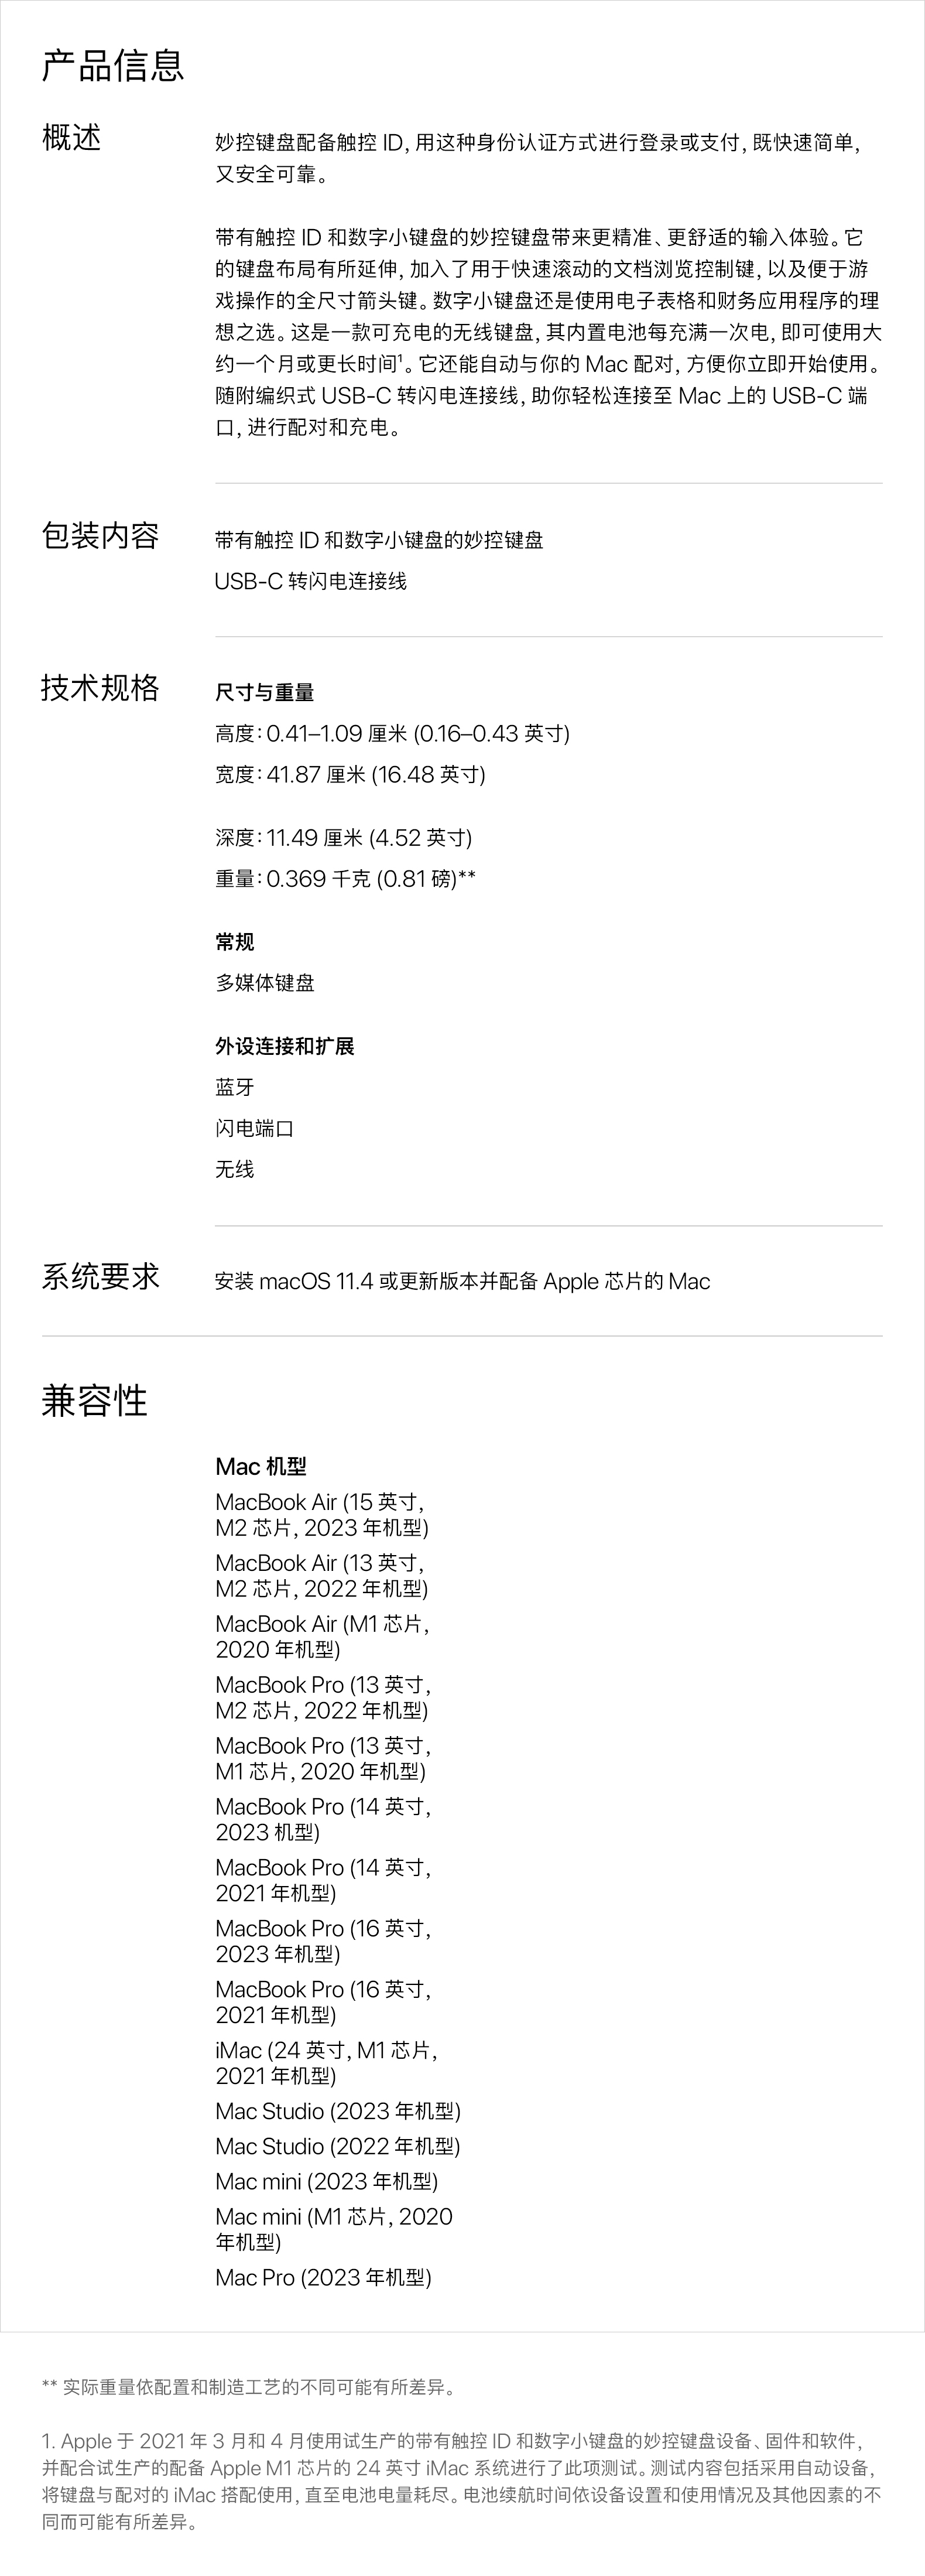 产品信息
概述
妙控键盘配备触控 ID，用这种身份认证方式进行登录或支付，既快速简单，
又安全可靠。
带有触控 ID 和数字小键盘的妙控键盘带来更精准、更舒适的输入体验。它
的键盘布局有所延伸，加入了用于快速滚动的文档浏览控制键，以及便于游
戏操作的全尺寸箭头键。数字小键盘还是使用电子表格和财务应用程序的理
想之选。这是一款可充电的无线键盘，其内置电池每充满一次电，即可使用大
约一个月或更长时间¹。它还能自动与你的 Mac 配对，方便你立即开始使用。
随附编织式 USB-C 转闪电连接线，助你轻松连接至 Mac 上的 USB-C 端
口，进行配对和充电。
包装内容
带有触控 ID 和数字小键盘的妙控键盘
USB-C 转闪电连接线
技术规格
尺寸与重量
高度：0.41–1.09 厘米 (0.16–0.43 英寸)
宽度：41.87 厘米 (16.48 英寸)
深度：11.49 厘米 (4.52 英寸)
重量：0.369 千克 (0.81 磅)**
常规
多媒体键盘
外设连接和扩展
蓝牙
闪电端口
无线
系统要求
安装 macOS 11.4 或更新版本并配备 Apple 芯片的 Mac
兼容性
Mac 机型
MacBook Air (15 英寸，
M2 芯片，2023 年机型)
MacBook Air (13 英寸，
M2 芯片，2022 年机型)
MacBook Air (M1 芯片，
2020 年机型)
MacBook Pro (13 英寸，
M2 芯片，2022 年机型)
MacBook Pro (13 英寸，
M1 芯片，2020 年机型)
MacBook Pro (14 英寸，
2023 机型)
MacBook Pro (14 英寸，
2021 年机型)
MacBook Pro (16 英寸，
2023 年机型)
MacBook Pro (16 英寸，
2021 年机型)
iMac (24 英寸，M1 芯片，
2021 年机型)
Mac Studio (2023 年机型)
Mac Studio (2022 年机型)
Mac mini (2023 年机型)
Mac mini (M1 芯片，2020
年机型)
Mac Pro (2023 年机型)
** 实际重量依配置和制造工艺的不同可能有所差异。
1. Apple 于 2021 年 3 月和 4 月使用试生产的带有触控 ID 和数字小键盘的妙控键盘设备、固件和软件，
并配合试生产的配备 Apple M1 芯片的 24 英寸 iMac 系统进行了此项测试。测试内容包括采用自动设备，
将键盘与配对的 iMac 搭配使用，直至电池电量耗尽。电池续航时间依设备设置和使用情况及其他因素的不
同而可能有所差异。